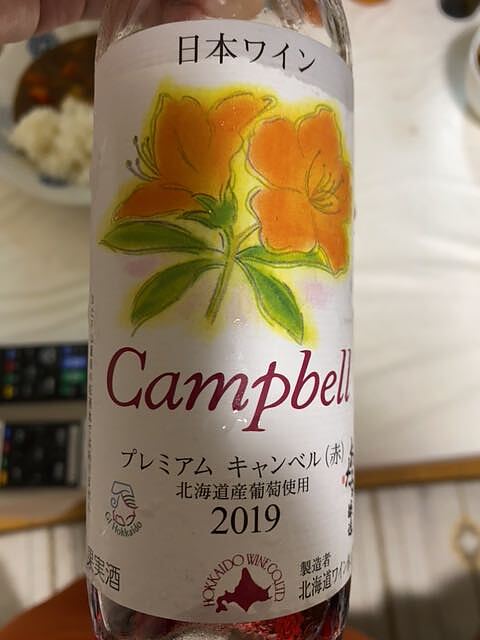 日本ワイン
Campbell
プレミアム キャンベル(赤)
北海道産葡萄使用
2019
GI Hokkaido
果実酒
HOKKAIDO WINE CO.,LTD.
製造者
北海道ワイン